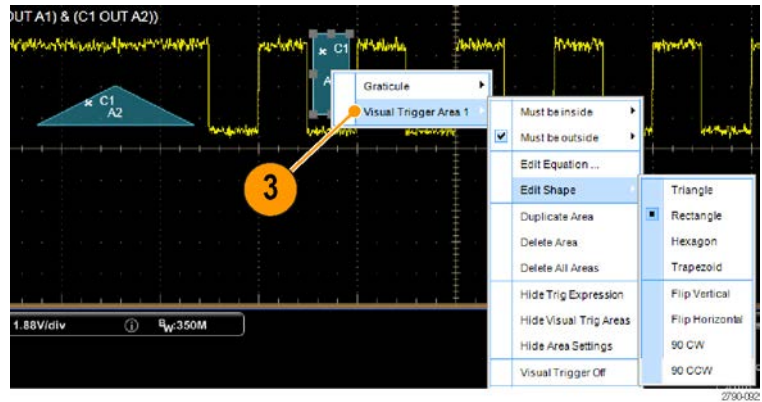 OUT A1) & (C1 OUT A2))
C1
A
C1
A2
Graticule
Visual Trigger Area 1
3
Must be inside
Must be outside
Edit Equation ...
Edit Shape
Duplicate Area
Delete Area
Delete All Areas
Hide Trig Expression
Hide Visual Trig Areas
Hide Area Settings
Visual Trigger Off
Triangle
Rectangle
Hexagon
Trapezoid
Flip Vertical
Flip Horizontal
90 CW
90 CCW
1.88V/div BW:350M